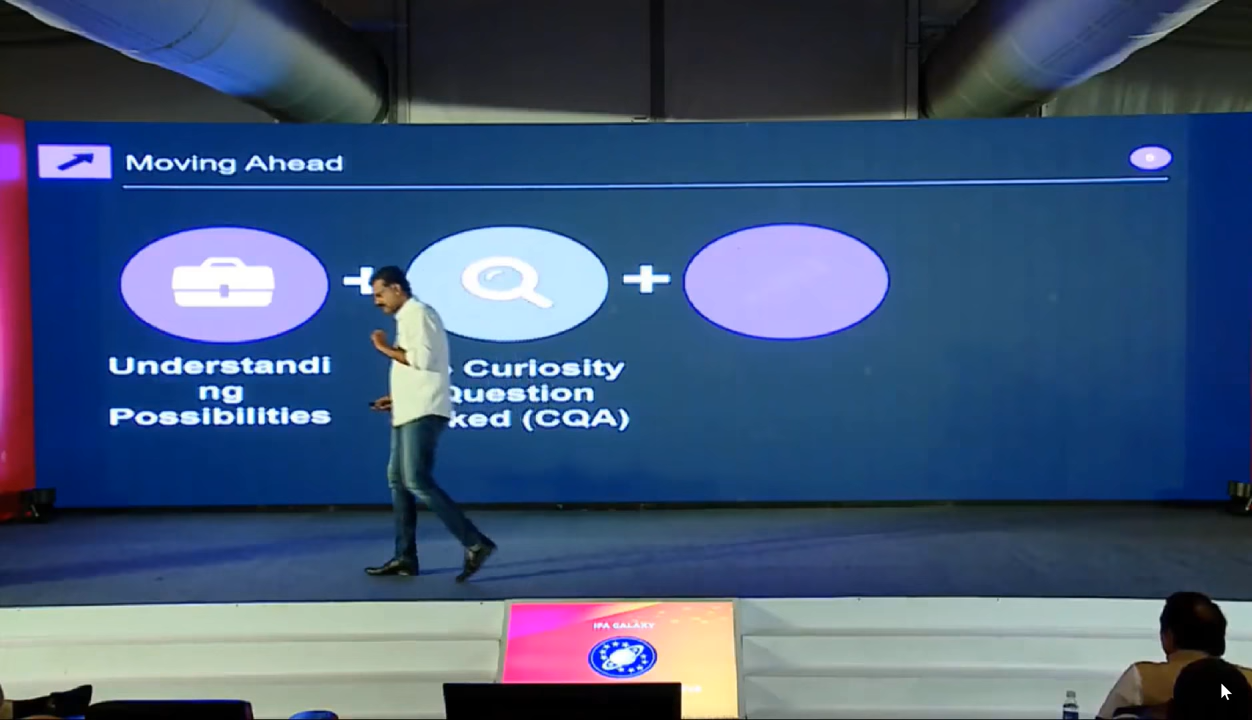 Moving Ahead
Understandi
ng
Possibilities
Curiosity
Question
ked (CQA)
IPA GALAXY